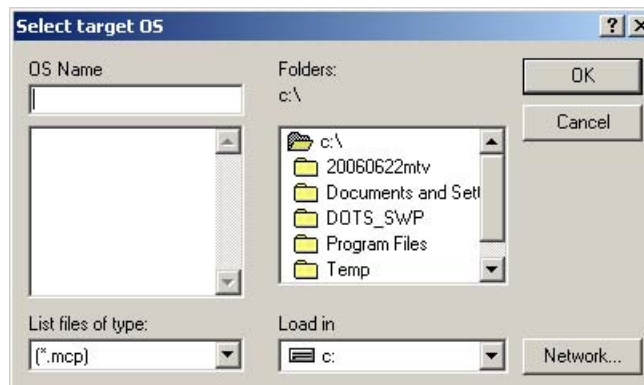 Select target OS
OS Name
Folders:
c:\
OK
Cancel
c:\
20060622mtv
Documents and Sett
DOTS_SWP
Program Files
Temp
List files of type:
(*.mcp)
Load in
c:
Network...